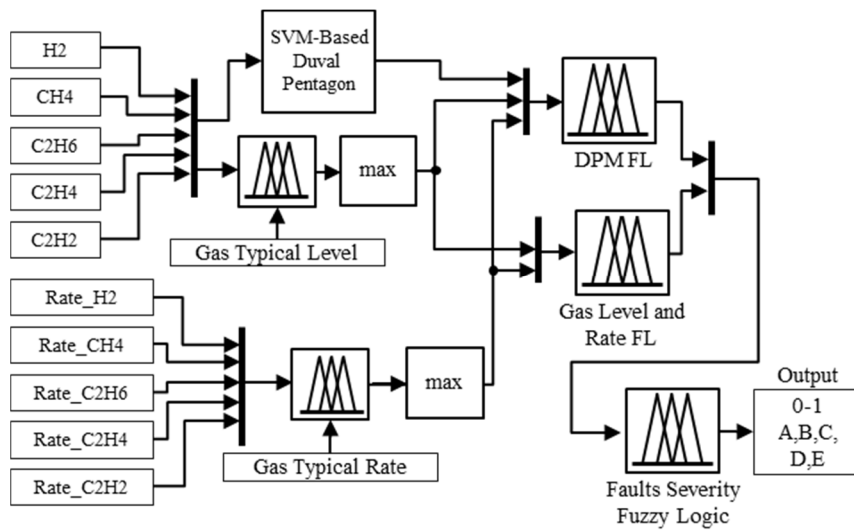 H2
CH4
C2H6
C2H4
C2H2
SVM-Based
Duval
Pentagon
max
Gas Typical Level
DPM FL
Gas Level and
Rate FL
Rate_H2
Rate_CH4
Rate_C2H6
Rate_C2H4
Rate_C2H2
max
Gas Typical Rate
Faults Severity
Fuzzy Logic
Output
0-1
A,B,C,
D,E